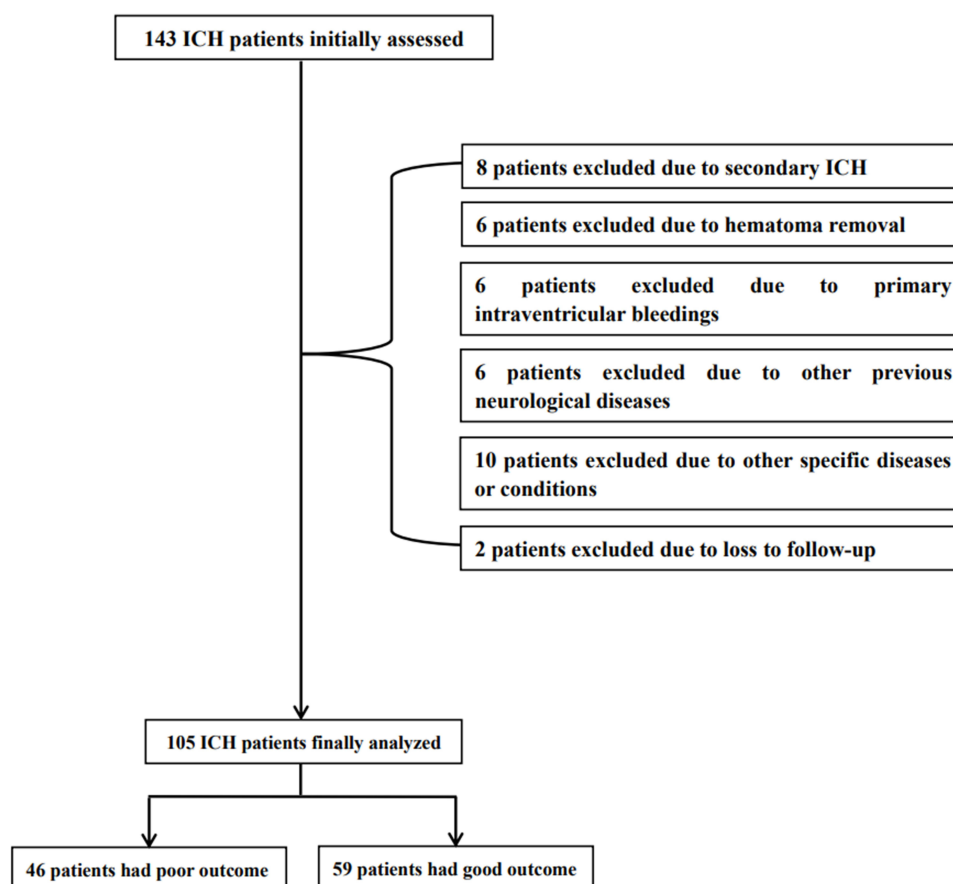 143 ICH patients initially assessed
8 patients excluded due to secondary ICH
6 patients excluded due to hematoma removal
6 patients excluded due to primary
intraventricular bleedings
6 patients excluded due to other previous
neurological diseases
10 patients excluded due to other specific diseases
or conditions
2 patients excluded due to loss to follow-up
105 ICH patients finally analyzed
46 patients had poor outcome
59 patients had good outcome